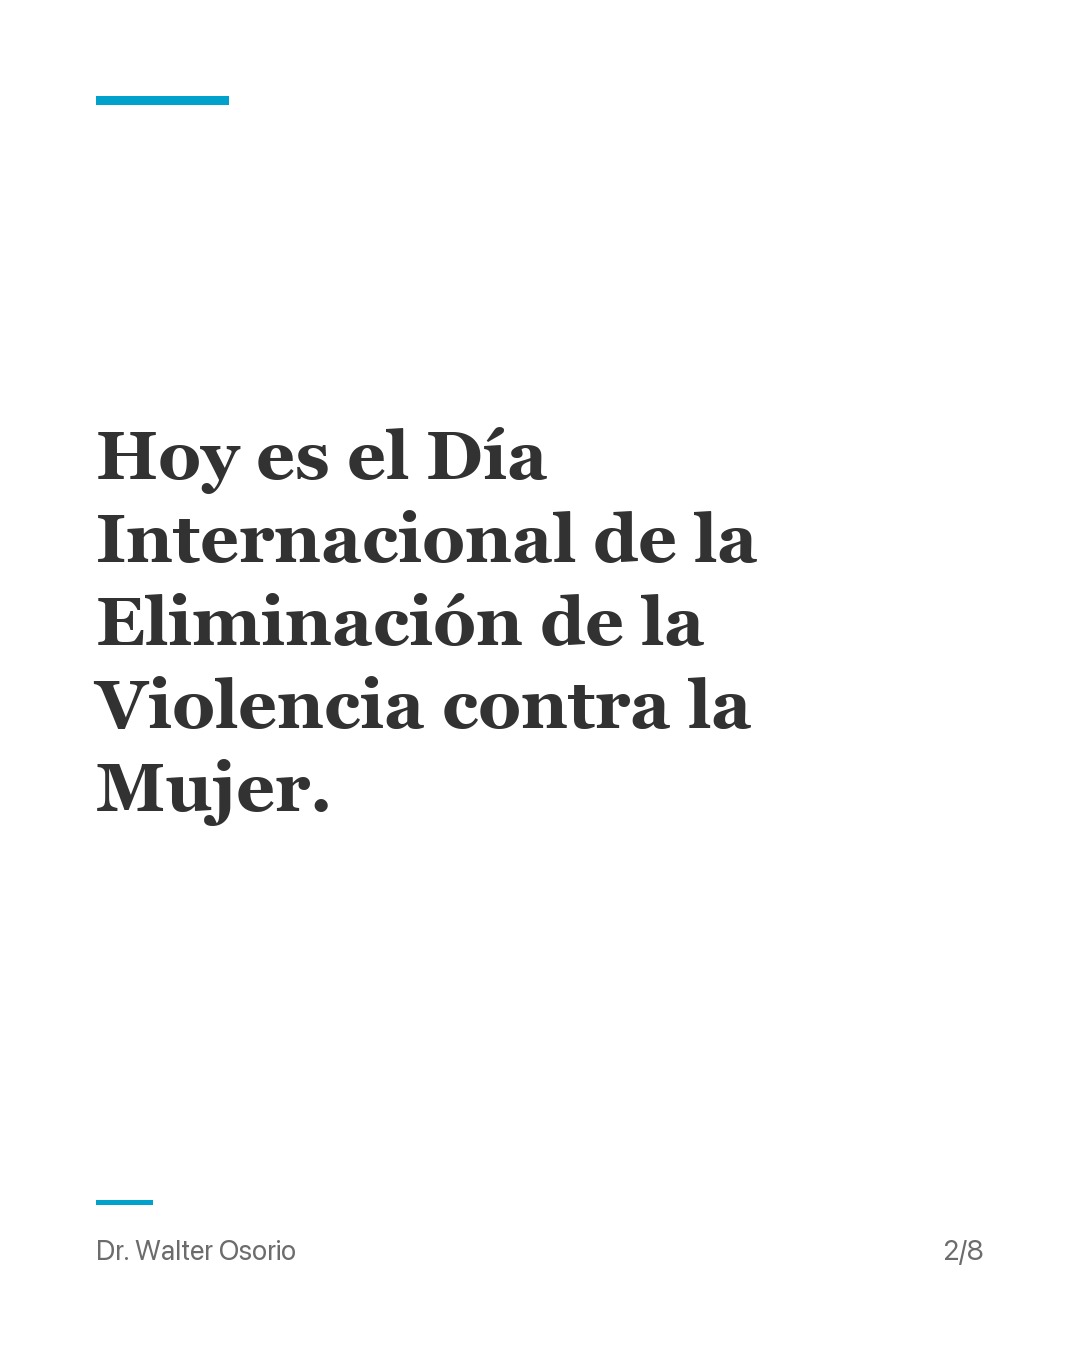 Hoy es el Día
Internacional de la
Eliminación de la
Violencia contra la
Mujer.
Dr. Walter Osorio
2/8